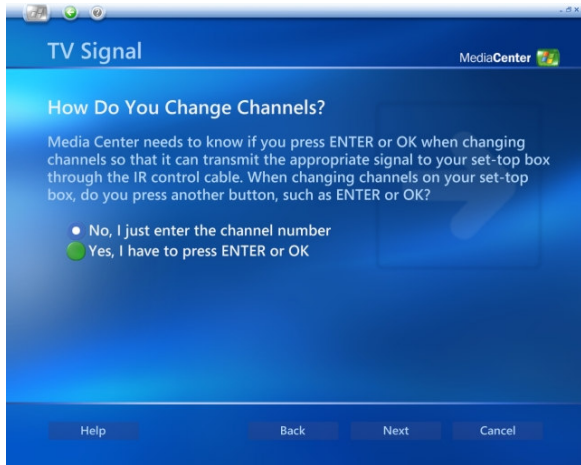 TV Signal
MediaCenter
How Do You Change Channels?
Media Center needs to know if you press ENTER or OK when changing
channels so that it can transmit the appropriate signal to your set-top box
through the IR control cable. When changing channels on your set-top
box, do you press another button, such as ENTER or OK?
No, I just enter the channel number
Yes, I have to press ENTER or OK
Help Back Next Cancel